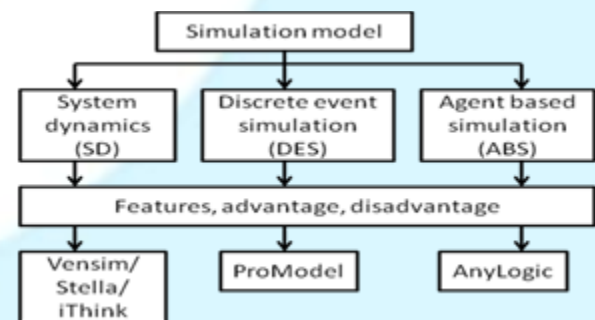 Simulation model
System
dynamics
(SD)
Discrete event
simulation
(DES)
Agent based
simulation
(ABS)
Features, advantage, disadvantage
Vensim/
Stella/
iThink
ProModel
AnyLogic